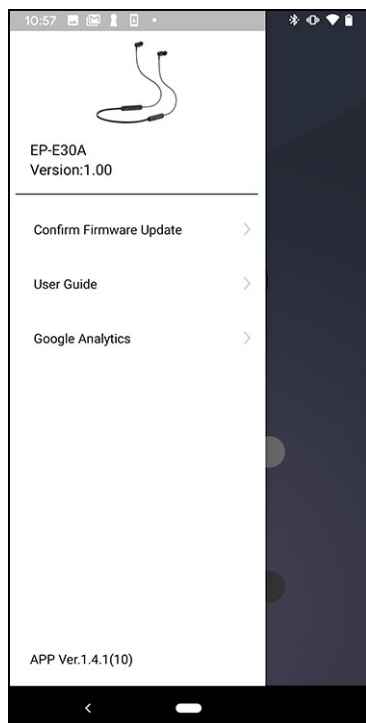 10:57
EP-E30A
Version:1.00
Confirm Firmware Update
User Guide
Google Analytics
APP Ver.1.4.1(10)